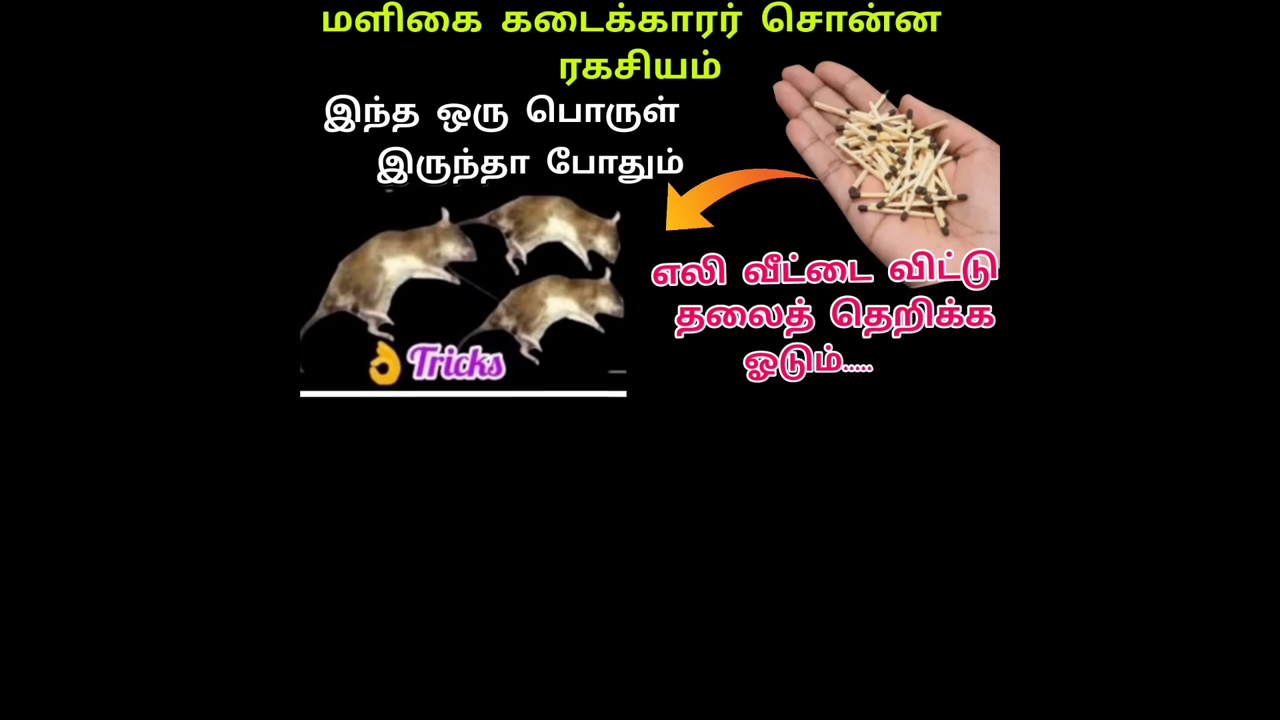 மளிகை கடைக்காரர் சொன்ன
ரகசியம்
இந்த ஒரு பொருள்
இருந்தா போதும்
எலி வீட்டை விட்டு
தலைத் தெறிக்க
ஓடும்.....
Tricks